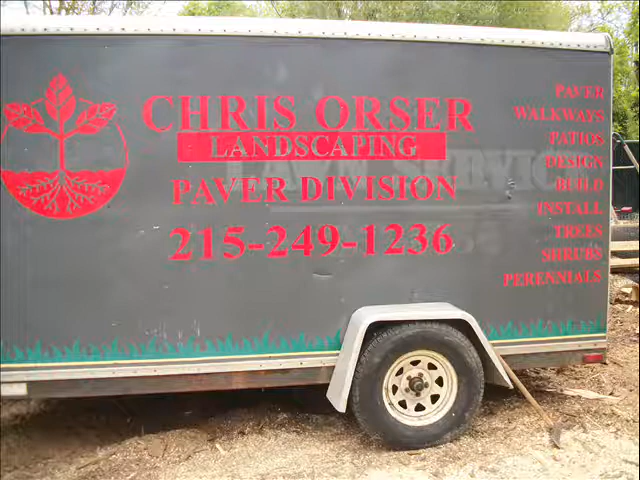 CHRIS ORSER
LANDSCAPING
PAVER DIVISION
215-249-1236
PAVER
WALKWAYS
PATIOS
DESIGN
BUILD
INSTALL
TREES
SHRUBS
PERENNIALS